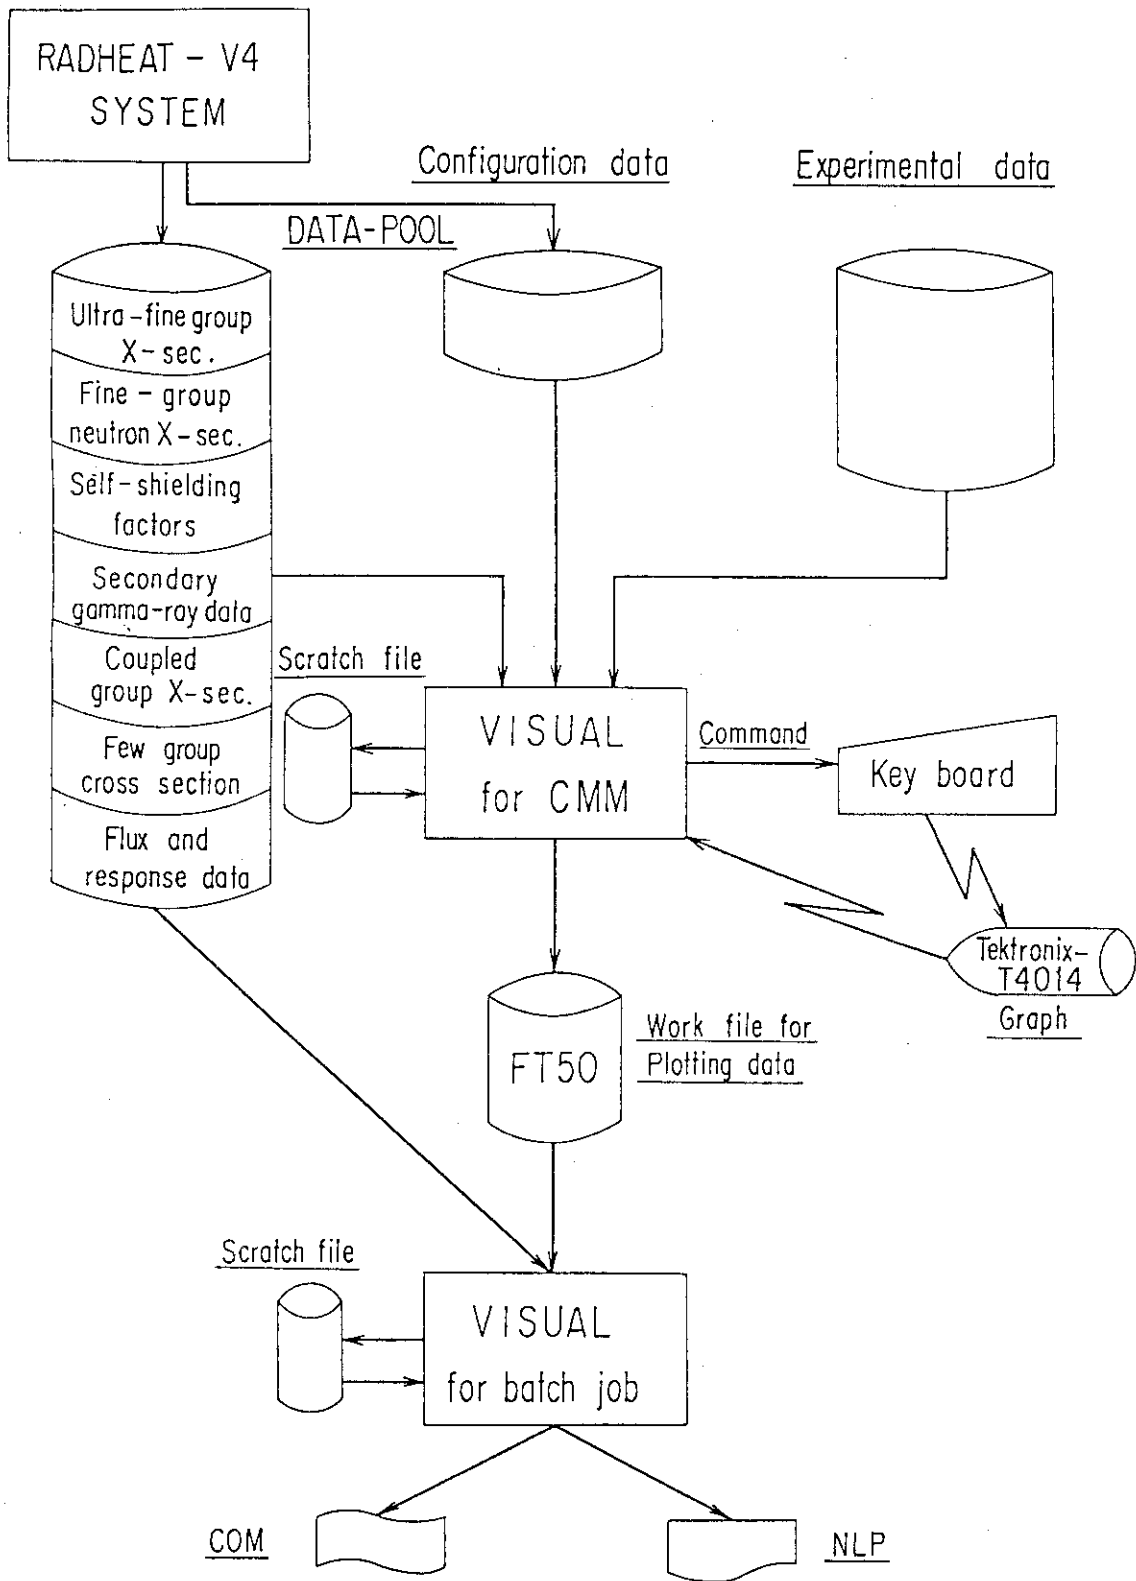 RADHEAT - V4
SYSTEM
Configuration data
Experimental data
DATA-POOL
Ultra-fine group
X-sec.
Fine-group
neutron X-sec.
Self-shielding
factors
Secondary
gamma-ray data
Coupled
group X-sec.
Few group
cross section
Flux and
response data
Scratch file
VISUAL
for CMM
Command
Key board
Tektronix-
T4014
Graph
FT50
Work file for
Plotting data
Scratch file
VISUAL
for batch job
COM
NLP